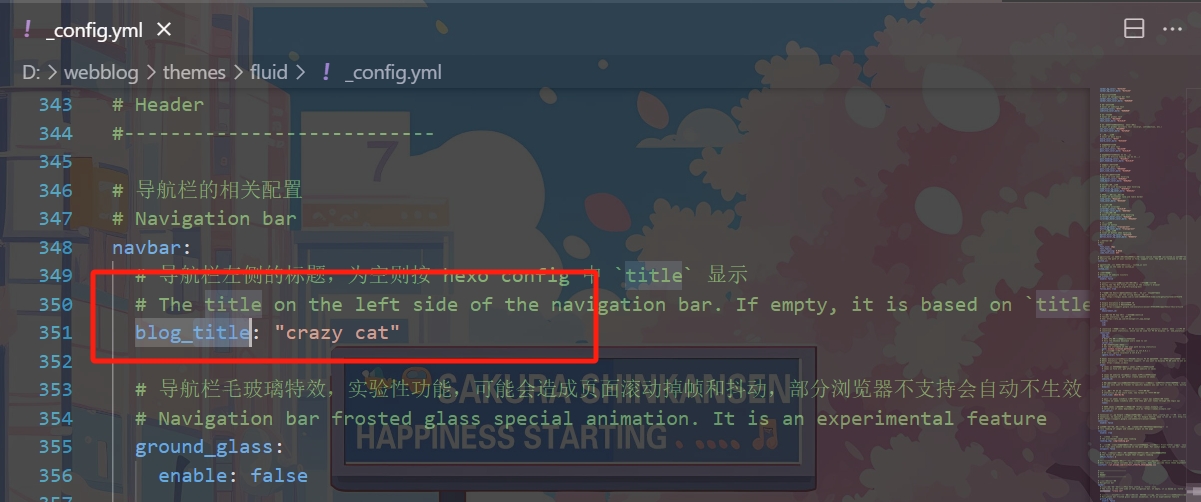 ! _config.yml ×
D: > webblog > themes > fluid > ! _config.yml
343 # Header
344 #---------------------------
345
346 # 导航栏的相关配置
347 # Navigation bar
348 navbar:
349 # 导航栏左侧的标题，为空则按 hexo config 中 `title` 显示
350 # The title on the left side of the navigation bar. If empty, it is based on `title
351 blog_title: "crazy cat"
352
353 # 导航栏毛玻璃特效，实验性功能，可能会造成页面滚动掉帧和抖动，部分浏览器不支持会自动不生效
354 # Navigation bar frosted glass special animation. It is an experimental feature
355 ground_glass:
356 enable: false
357
7
SAKURA SHINKANSEN
HAPPINESS STARTING